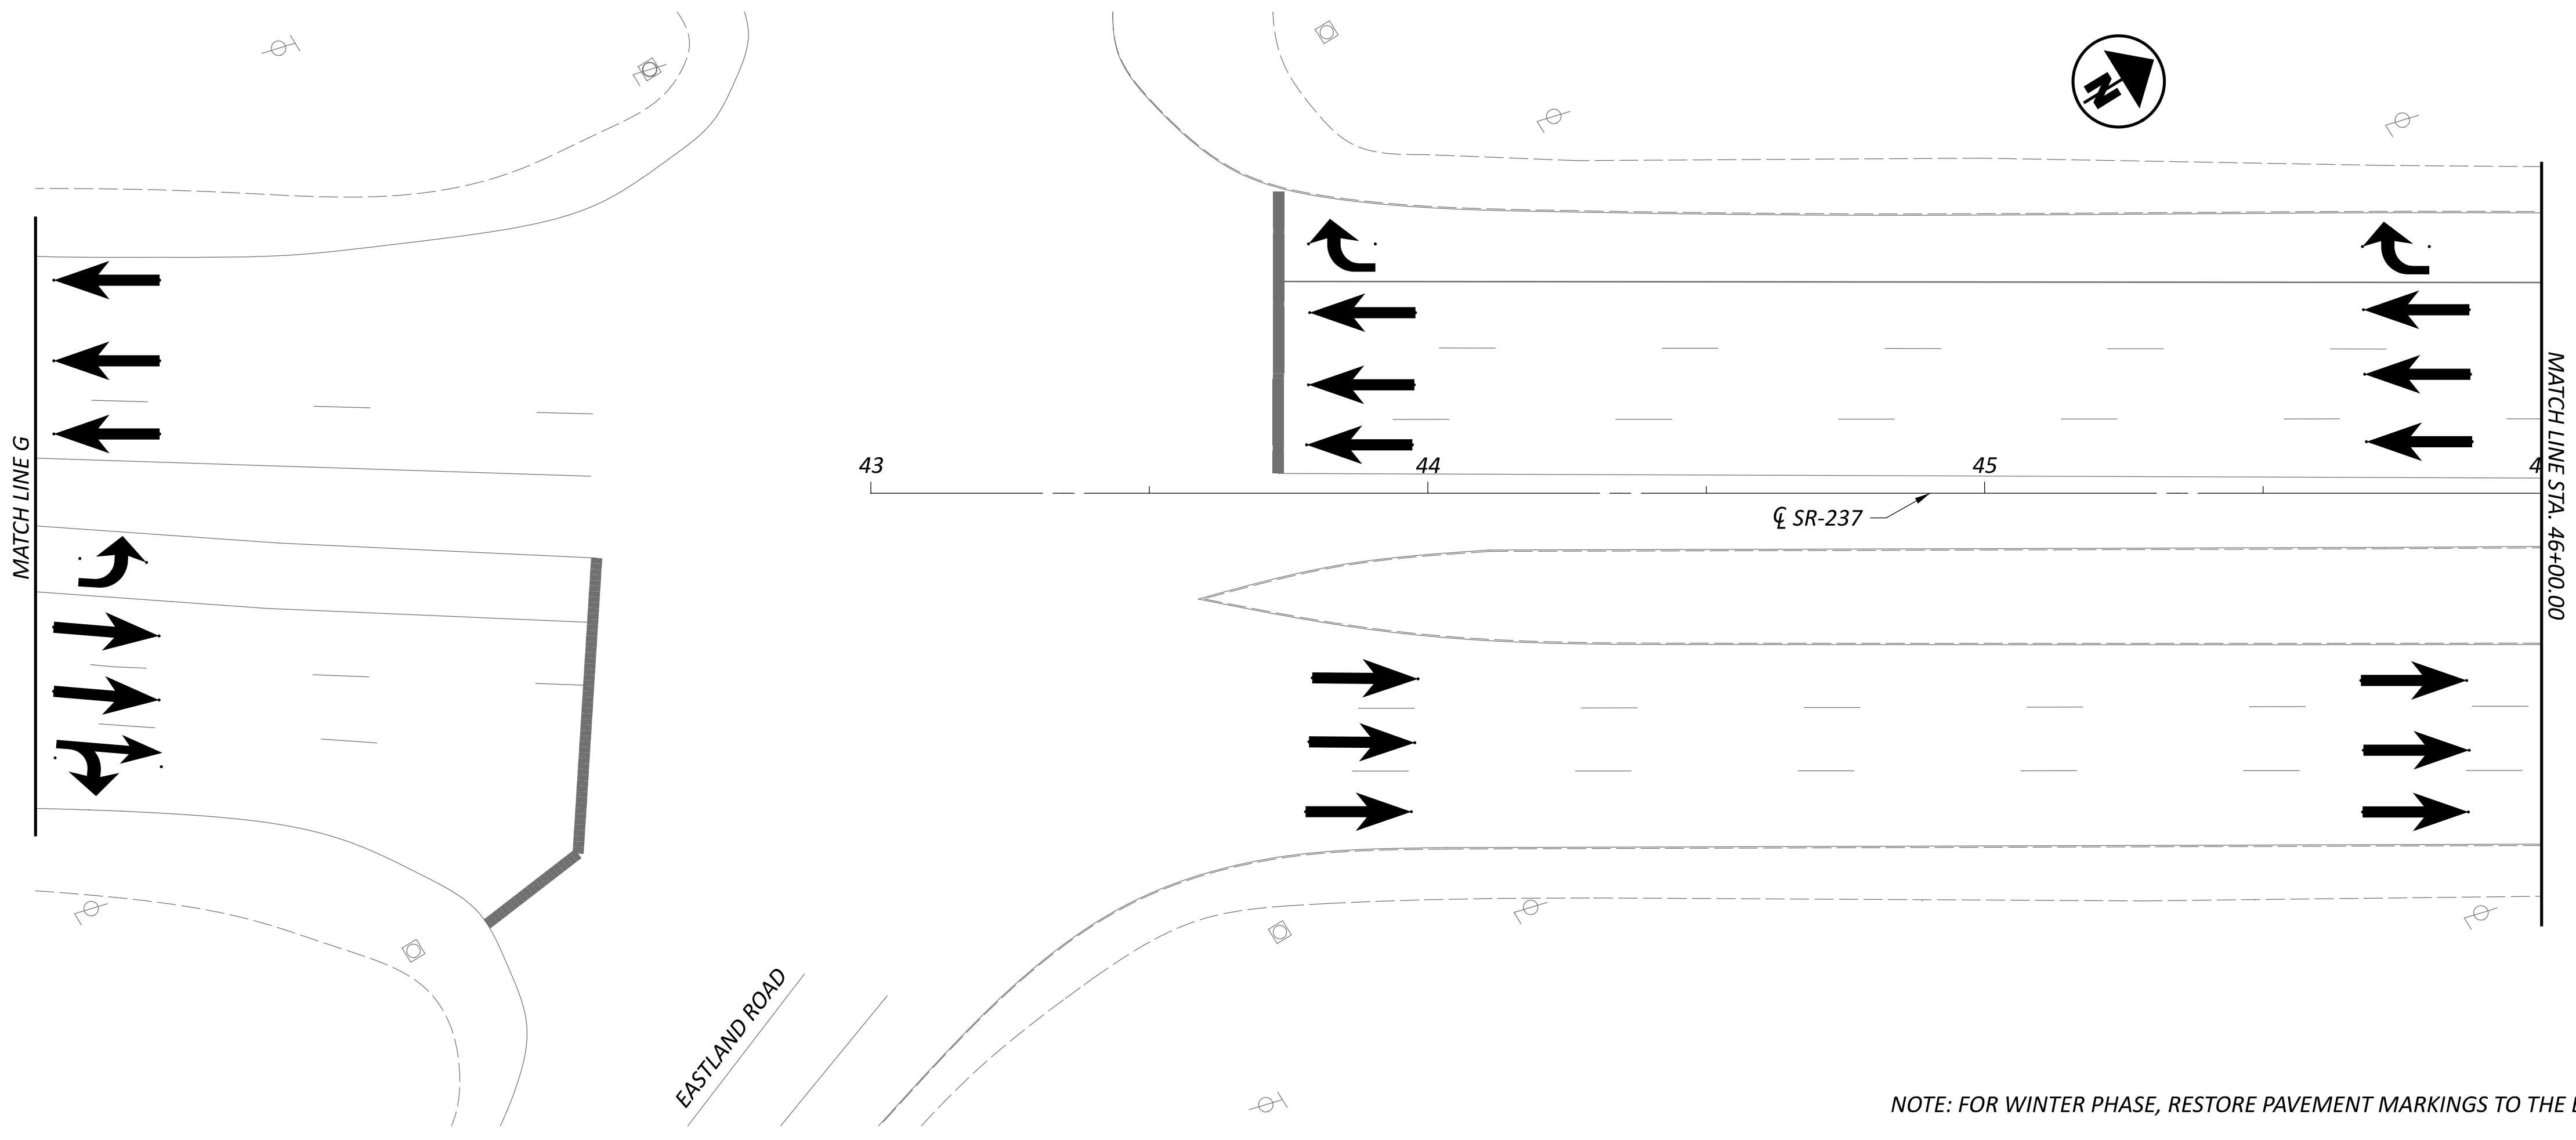 N
MATCH LINE G
43
44
45
4
MATCH LINE STA. 46+00.00
℄ SR-237
EASTLAND ROAD
NOTE: FOR WINTER PHASE, RESTORE PAVEMENT MARKINGS TO THE